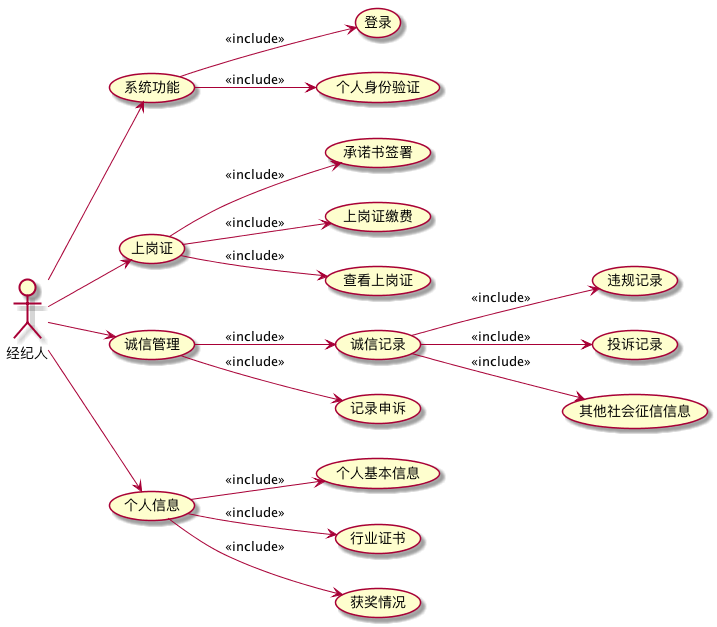 登录
«include»
系统功能
«include»
个人身份验证
承诺书签署
«include»
上岗证缴费
«include»
上岗证
«include»
查看上岗证
违规记录
«include»
经纪人
诚信管理
«include»
诚信记录
«include»
投诉记录
«include»
«include»
记录申诉
其他社会征信信息
个人基本信息
«include»
个人信息
«include»
行业证书
«include»
获奖情况